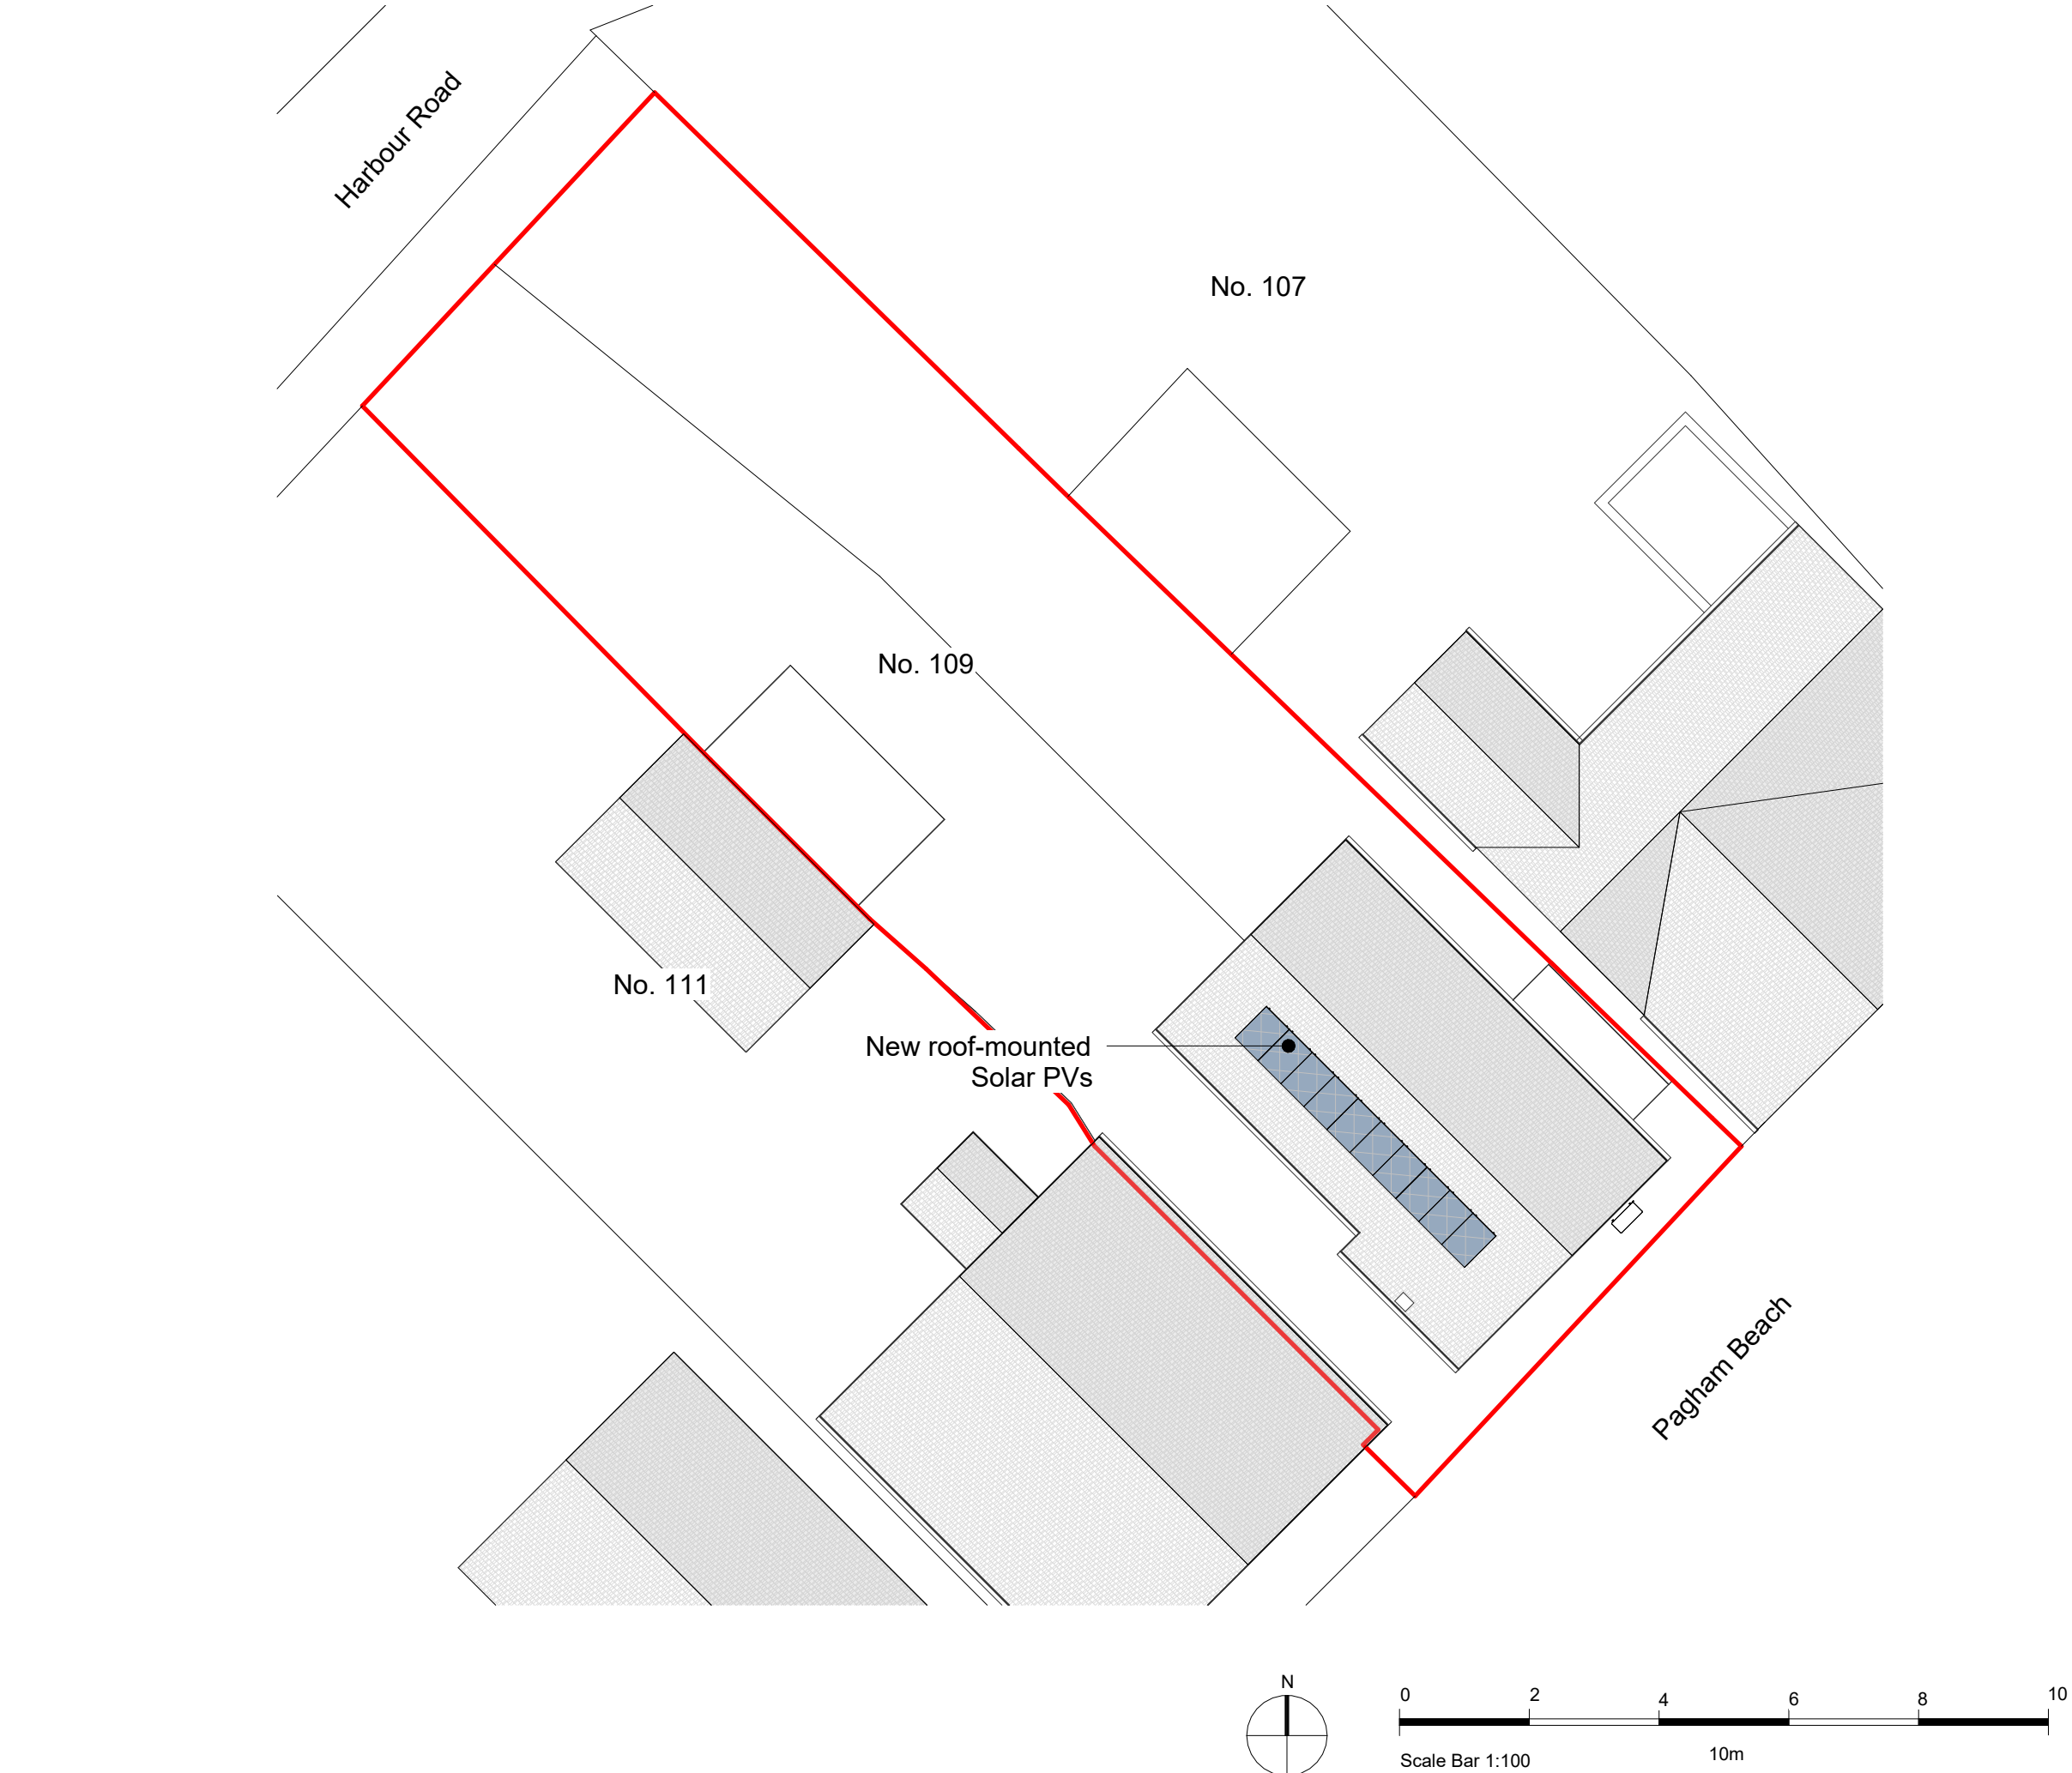 Harbour Road
No. 107
No. 109
No. 111
New roof-mounted
Solar PVs
Pagham Beach
N
0 2 4 6 8 10
Scale Bar 1:100
10m